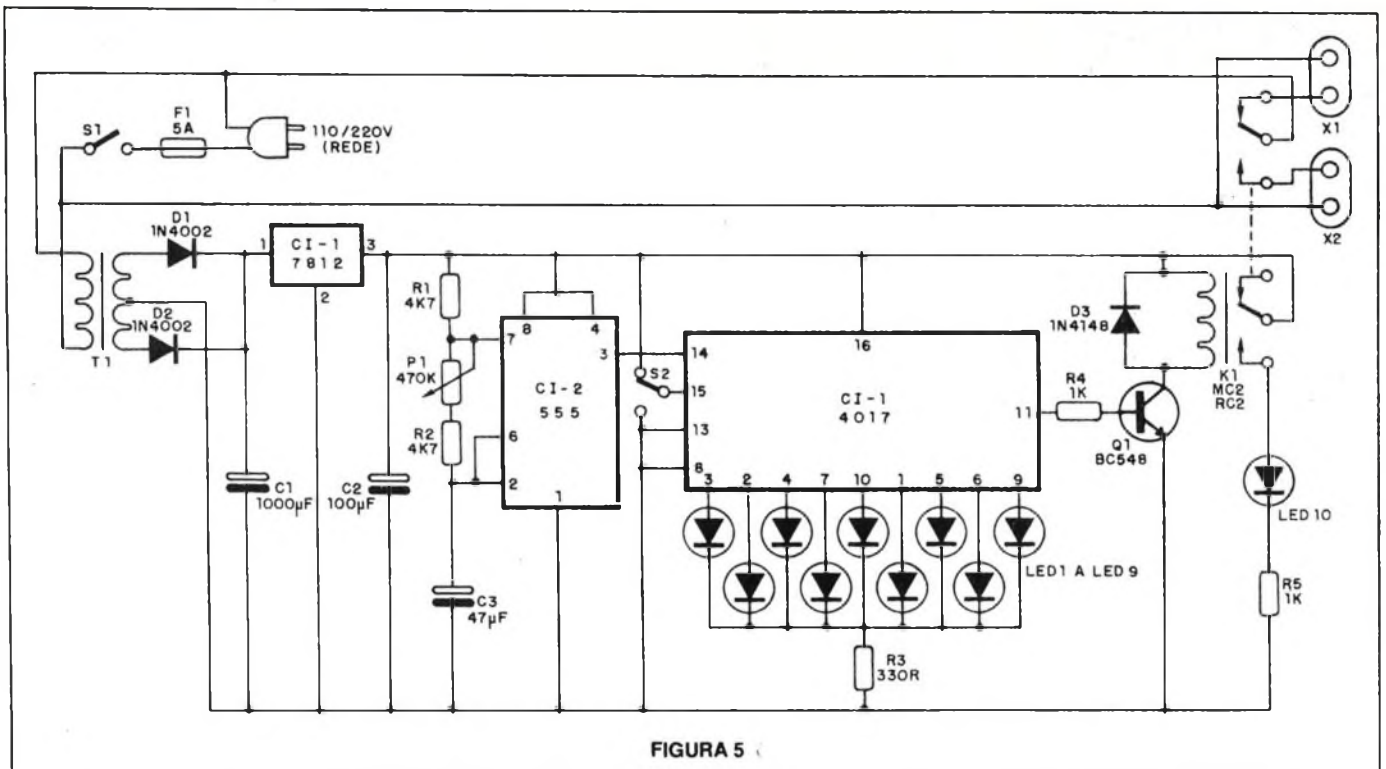 F1
5A
S1
110/220V
(REDE)
X1
X2
D1
1N4002
D2
1N4002
T1
1
CI-1
7812
3
2
R1
4K7
P1
470K
R2
4K7
7
8
4
3
6
2
1
CI-2
555
S2
14
15
13
8
16
CI-1
4017
11
3
2
4
7
10
1
5
6
9
R4
1K
D3
1N4148
K1
MC2
RC2
Q1
BC548
C1
1000µF
C2
100µF
C3
47µF
LED1 A LED 9
LED 10
R3
330R
R5
1K
FIGURA 5